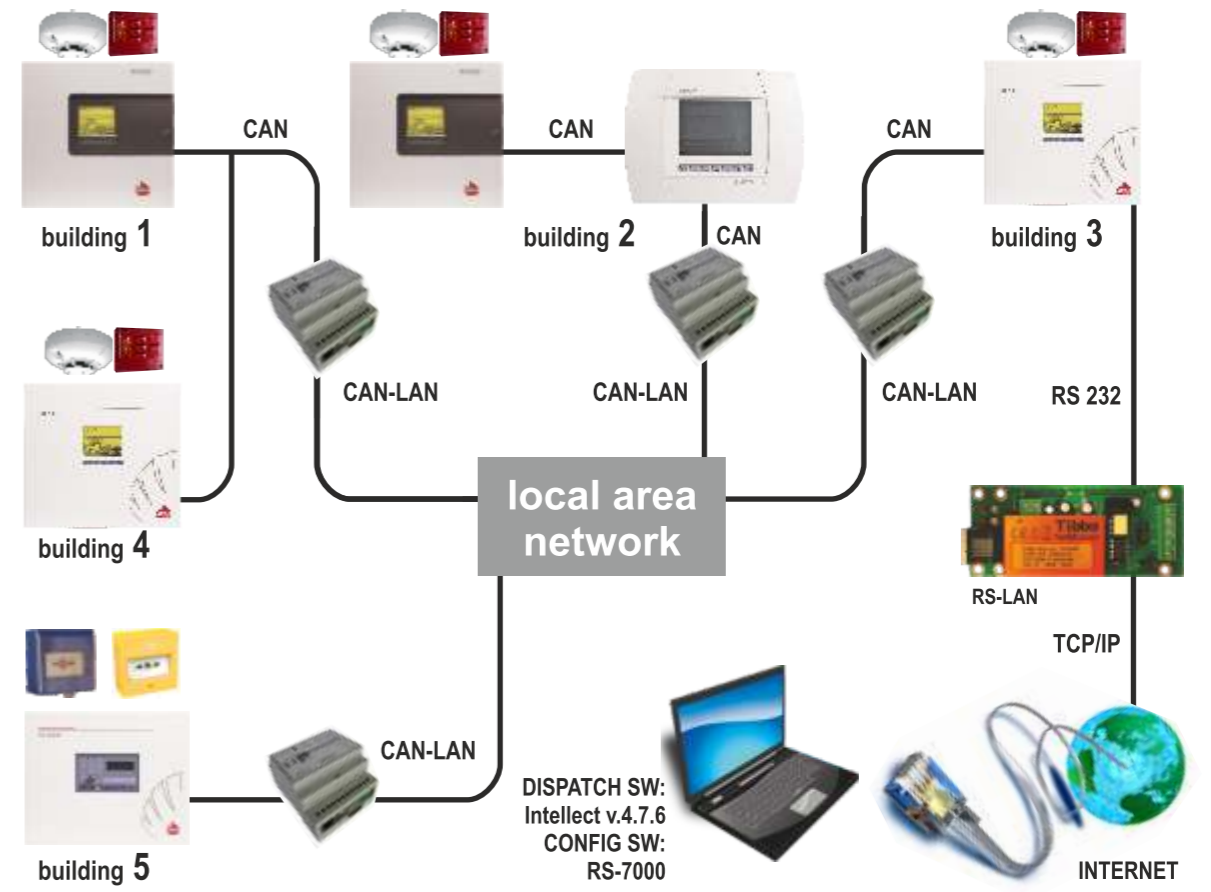 CAN
CAN
CAN
building 1
building 2
CAN
building 3
CAN-LAN
CAN-LAN
CAN-LAN
RS 232
local area
network
building 4
Tibbo
RS-LAN
TCP/IP
CAN-LAN
DISPATCH SW:
Intellect v.4.7.6
CONFIG SW:
RS-7000
building 5
INTERNET